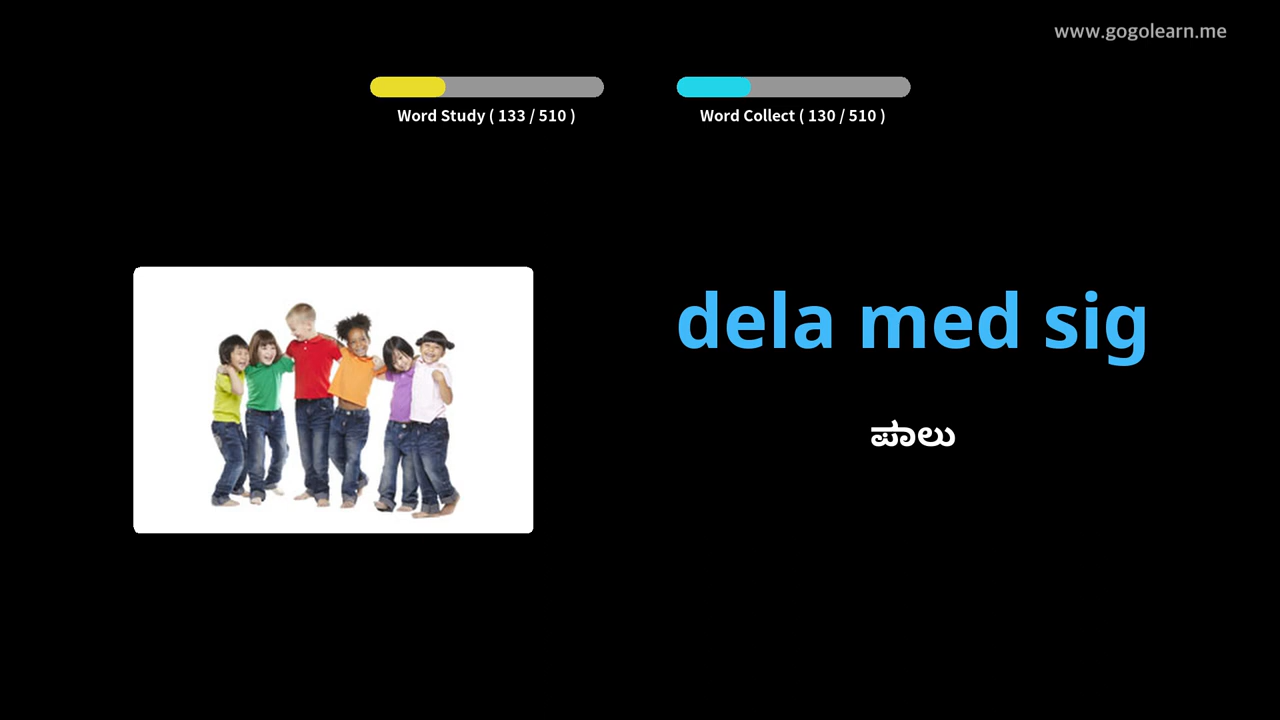 www.gogolearn.me
Word Study ( 133 / 510 )
Word Collect ( 130 / 510 )
dela med sig
ಪಾಲು